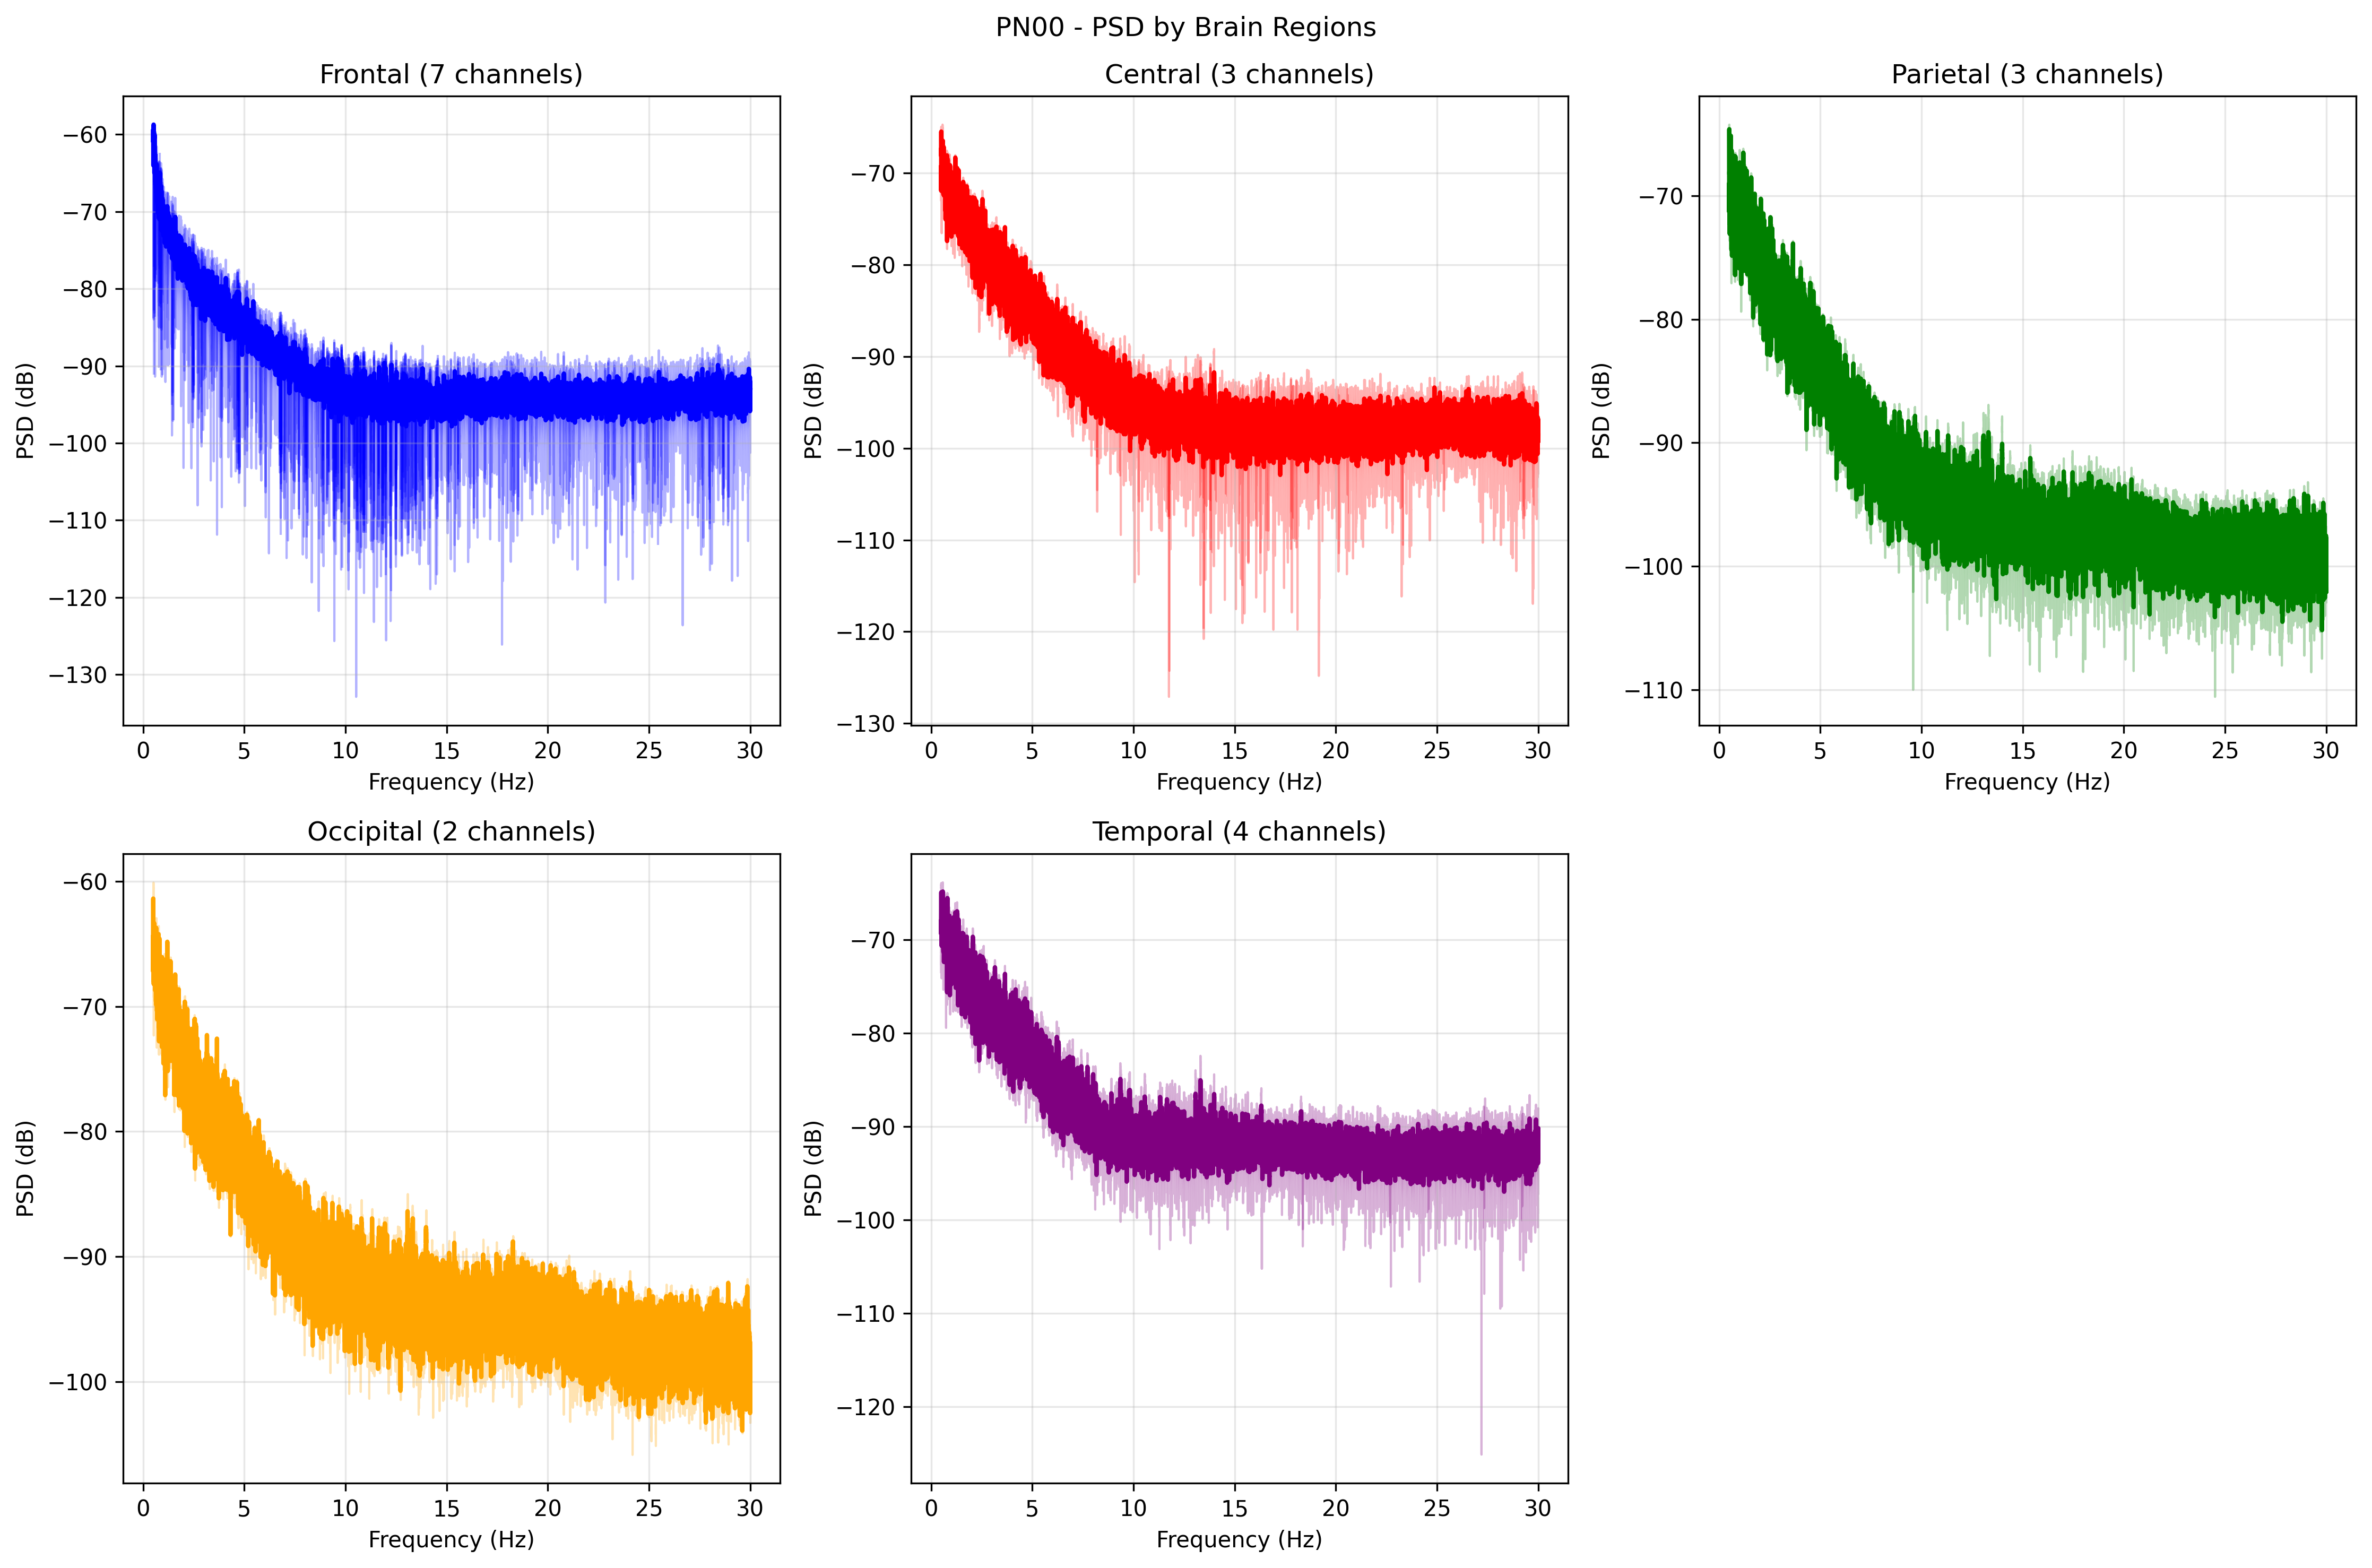 PN00 - PSD by Brain Regions
Frontal (7 channels)
PSD (dB)
−60
−70
−80
−90
−100
−110
−120
−130
0 5 10 15 20 25 30
Frequency (Hz)
Central (3 channels)
PSD (dB)
−70
−80
−90
−100
−110
−120
−130
0 5 10 15 20 25 30
Frequency (Hz)
Parietal (3 channels)
PSD (dB)
−70
−80
−90
−100
−110
0 5 10 15 20 25 30
Frequency (Hz)
Occipital (2 channels)
PSD (dB)
−60
−70
−80
−90
−100
0 5 10 15 20 25 30
Frequency (Hz)
Temporal (4 channels)
PSD (dB)
−70
−80
−90
−100
−110
−120
0 5 10 15 20 25 30
Frequency (Hz)